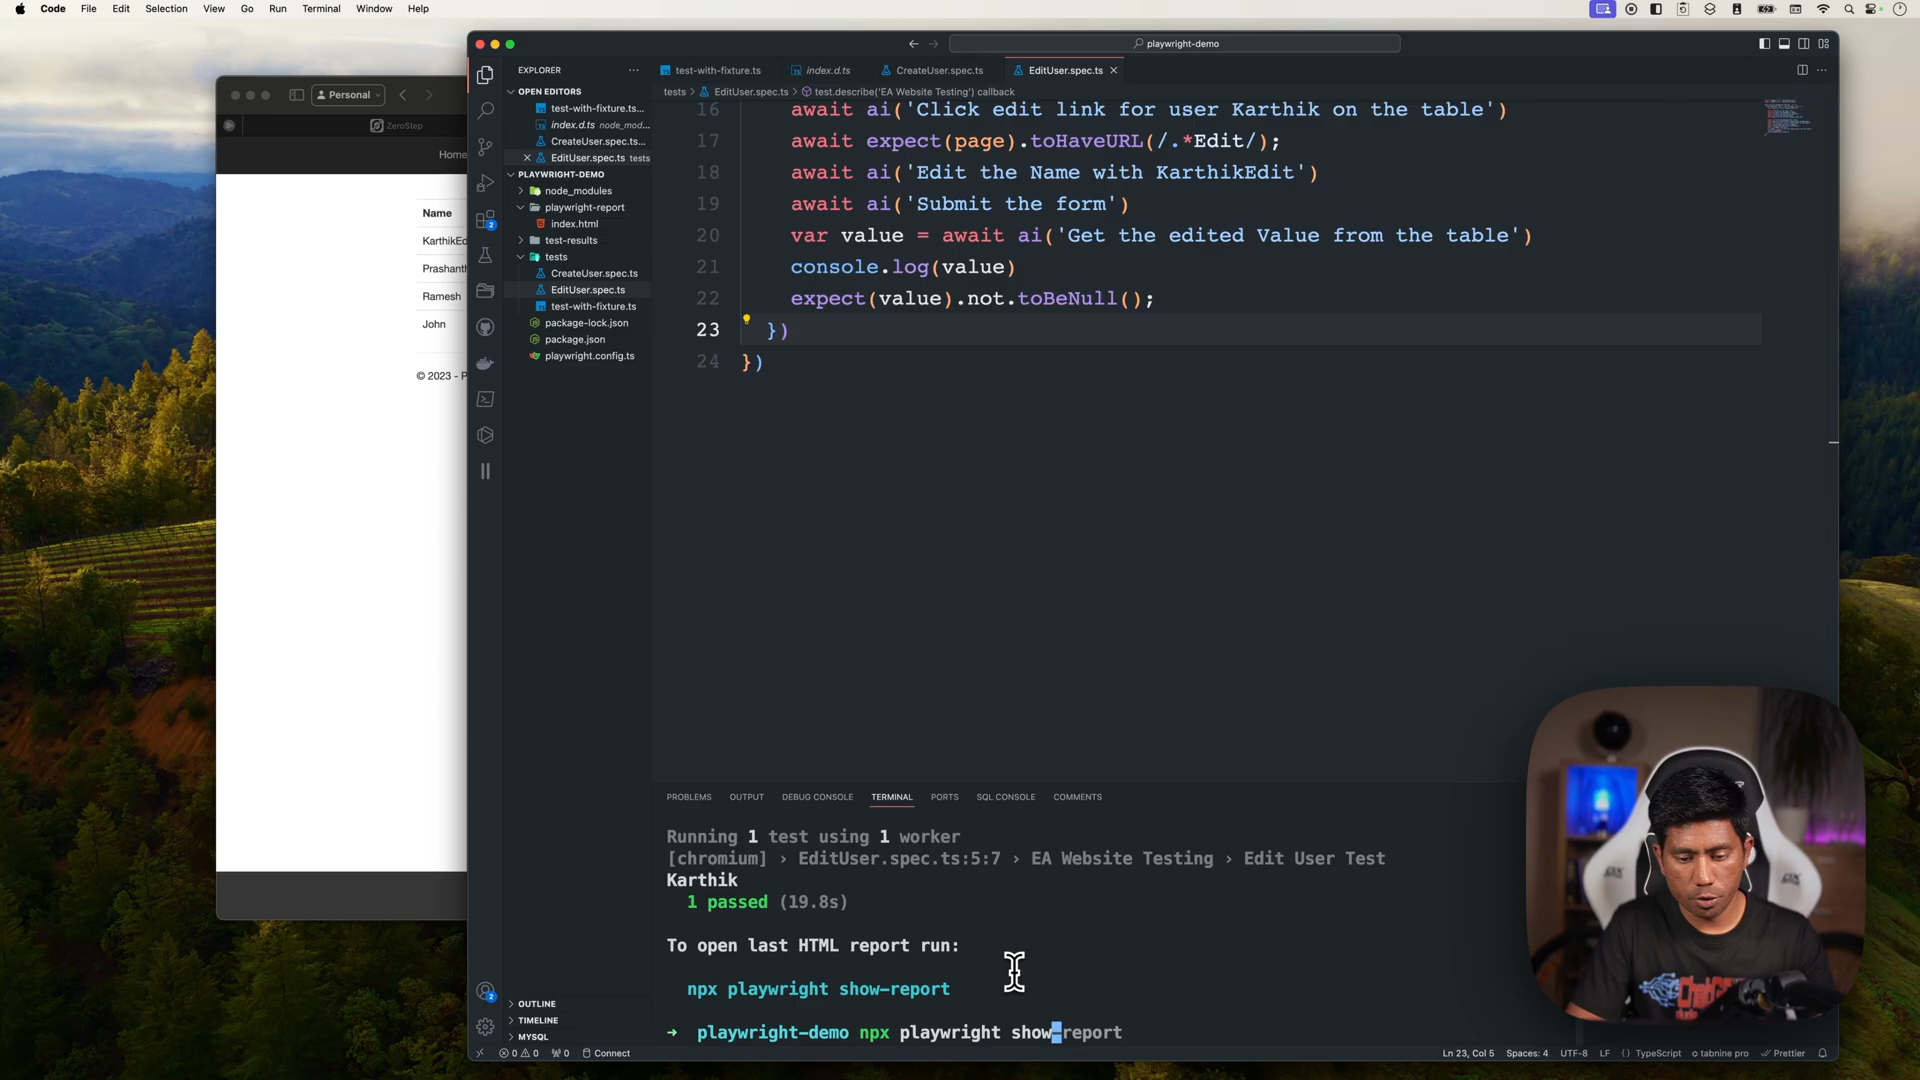 Code File Edit Selection View Go Run Terminal Window Help
playwright-demo
Personal
ZeroStep
Home
Name
KarthikEd
Prashanth
Ramesh
John
© 2023 - P
EXPLORER
OPEN EDITORS
test-with-fixture.ts...
index.d.ts node_mod...
CreateUser.spec.ts...
EditUser.spec.ts tests
PLAYWRIGHT-DEMO
node_modules
playwright-report
index.html
test-results
tests
CreateUser.spec.ts
EditUser.spec.ts
test-with-fixture.ts
package-lock.json
package.json
playwright.config.ts
OUTLINE
TIMELINE
MYSQL
2
2
test-with-fixture.ts index.d.ts CreateUser.spec.ts EditUser.spec.ts
tests > EditUser.spec.ts > test.describe('EA Website Testing') callback
16 await ai('Click edit link for user Karthik on the table')
17 await expect(page).toHaveURL(/.*Edit/);
18 await ai('Edit the Name with KarthikEdit')
19 await ai('Submit the form')
20 var value = await ai('Get the edited Value from the table')
21 console.log(value)
22 expect(value).not.toBeNull();
23 })
24 })
PROBLEMS OUTPUT DEBUG CONSOLE TERMINAL PORTS SQL CONSOLE COMMENTS
Running 1 test using 1 worker
[chromium] › EditUser.spec.ts:5:7 › EA Website Testing › Edit User Test
Karthik
1 passed (19.8s)
To open last HTML report run:
npx playwright show-report
➜ playwright-demo npx playwright show-report
0 0 0 Connect
Ln 23, Col 5 Spaces: 4 UTF-8 LF {} TypeScript tabnine pro Prettier